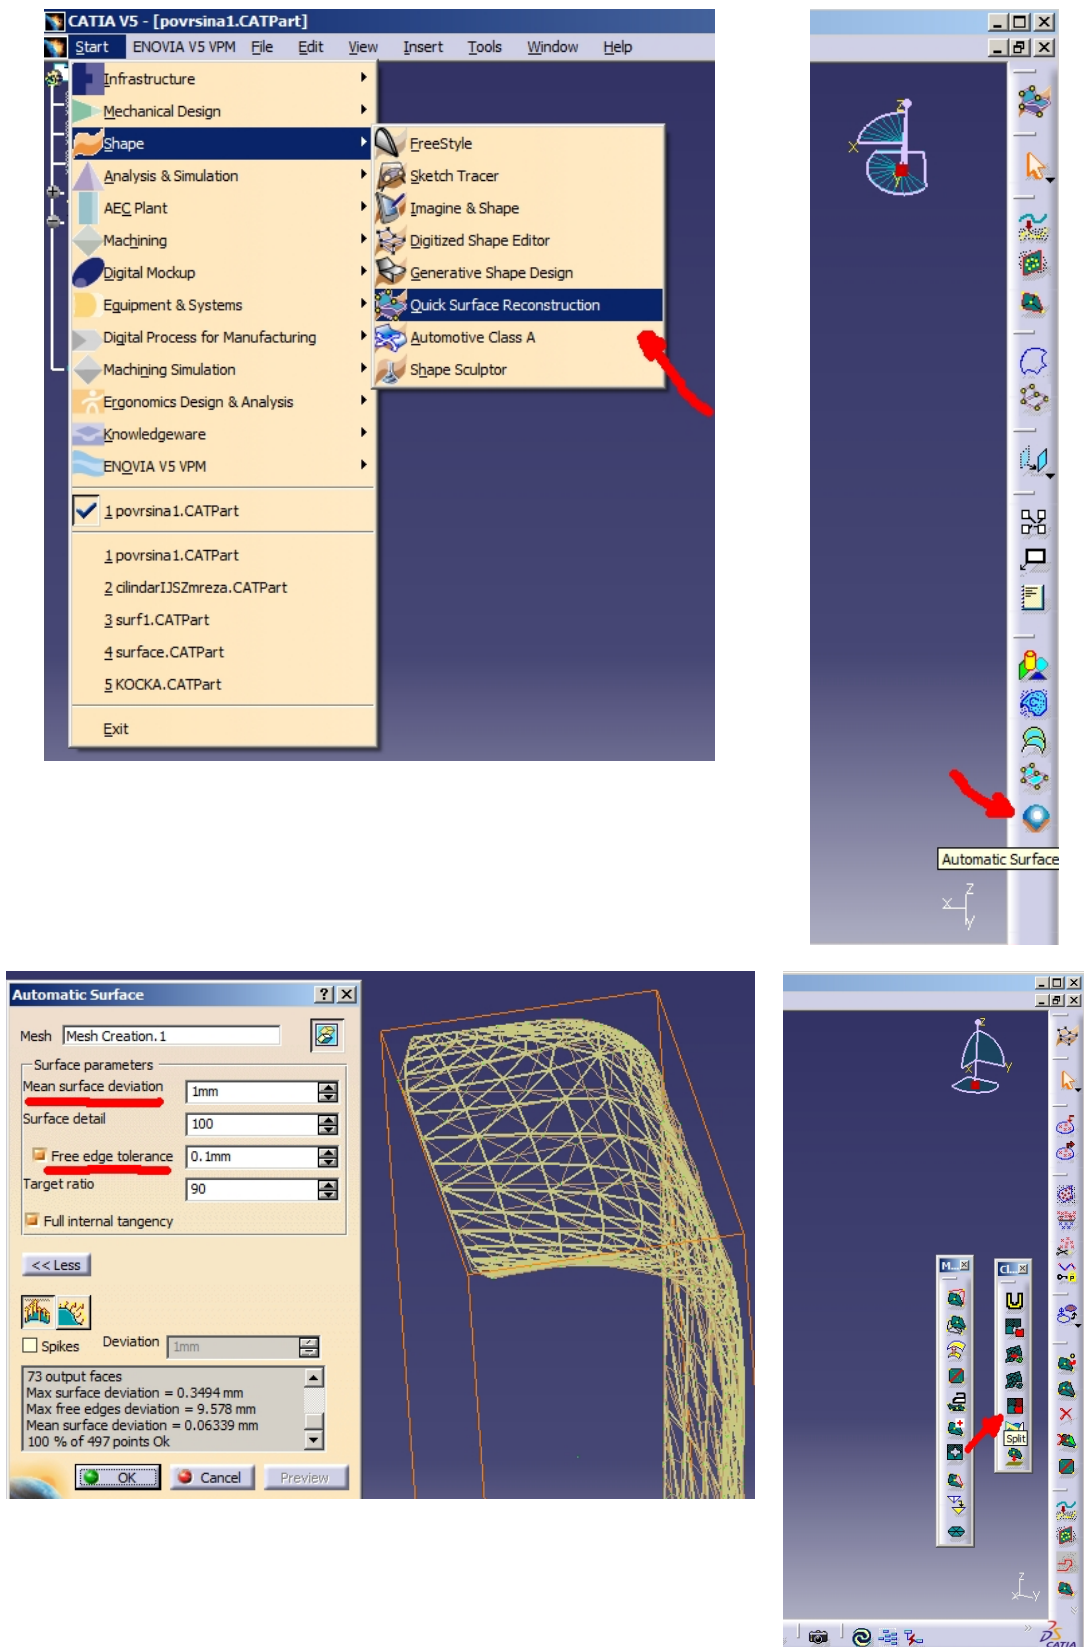 CATIA V5 - [povrsina1.CATPart]
Start ENOVIA V5 VPM File Edit View Insert Tools Window Help
Infrastructure
Mechanical Design
Shape
Analysis & Simulation
AEC Plant
Machining
Digital Mockup
Equipment & Systems
Digital Process for Manufacturing
Machining Simulation
Ergonomics Design & Analysis
Knowledgeware
ENOVIA V5 VPM
1 povrsina1.CATPart
1 povrsina1.CATPart
2 cilindarIJSZmreza.CATPart
3 surf1.CATPart
4 surface.CATPart
5 KOCKA.CATPart
Exit
FreeStyle
Sketch Tracer
Imagine & Shape
Digitized Shape Editor
Generative Shape Design
Quick Surface Reconstruction
Automotive Class A
Shape Sculptor
z
x
y
Automatic Surface
z
x
y
Automatic Surface
Mesh Mesh Creation.1
Surface parameters
Mean surface deviation 1mm
Surface detail 100
Free edge tolerance 0.1mm
Target ratio 90
Full internal tangency
<< Less
Spikes Deviation 1mm
73 output faces
Max surface deviation = 0.3494 mm
Max free edges deviation = 9.578 mm
Mean surface deviation = 0.06339 mm
100 % of 497 points Ok
OK Cancel Preview
z
x y
M... Cl...
Split
z
x y
CATIA